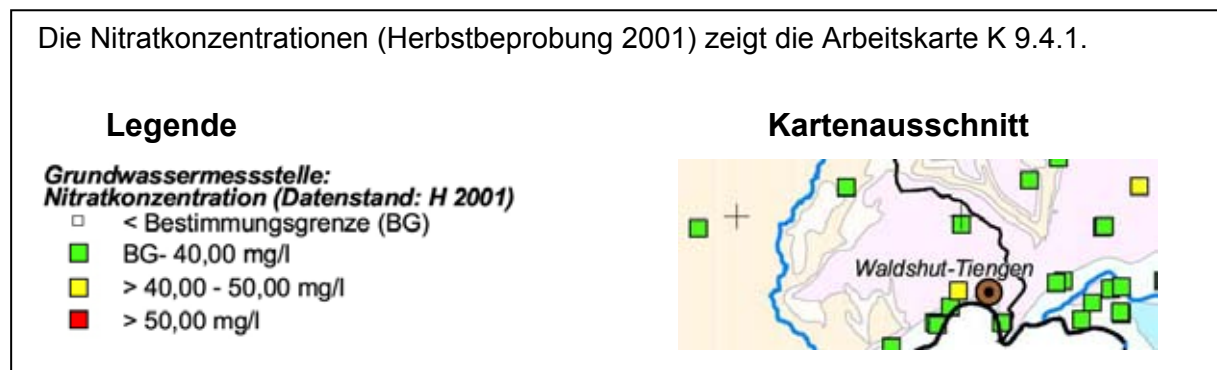 Die Nitratkonzentrationen (Herbstbeprobung 2001) zeigt die Arbeitskarte K 9.4.1.
Legende
Grundwassermessstelle:
Nitratkonzentration (Datenstand: H 2001)
< Bestimmungsgrenze (BG)
BG- 40,00 mg/l
> 40,00 - 50,00 mg/l
> 50,00 mg/l
Kartenausschnitt
Waldshut-Tiengen